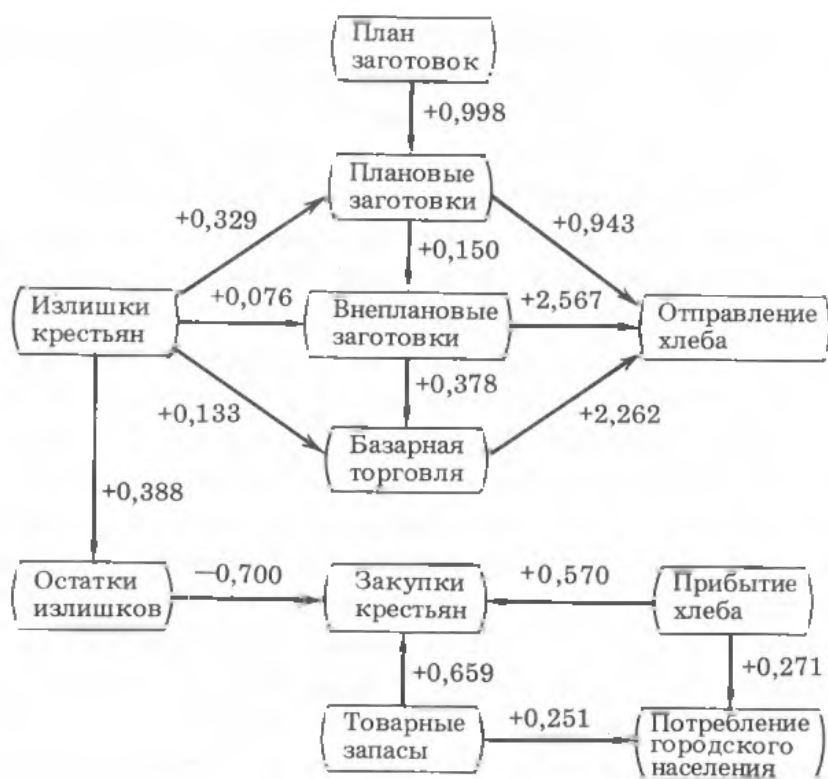 План
заготовок
+0,998
Плановые
заготовки
+0,329
+0,943
+0,150
Излишки
крестьян
+0,076
Внеплановые
заготовки
+2,567
Отправление
хлеба
+0,378
+0,133
+2,262
Базарная
торговля
+0,388
Остатки
излишков
—0,700
Закупки
крестьян
+0,570
Прибытие
хлеба
+0,659
+0,271
Товарные
запасы
+0,251
Потребление
городского
населения